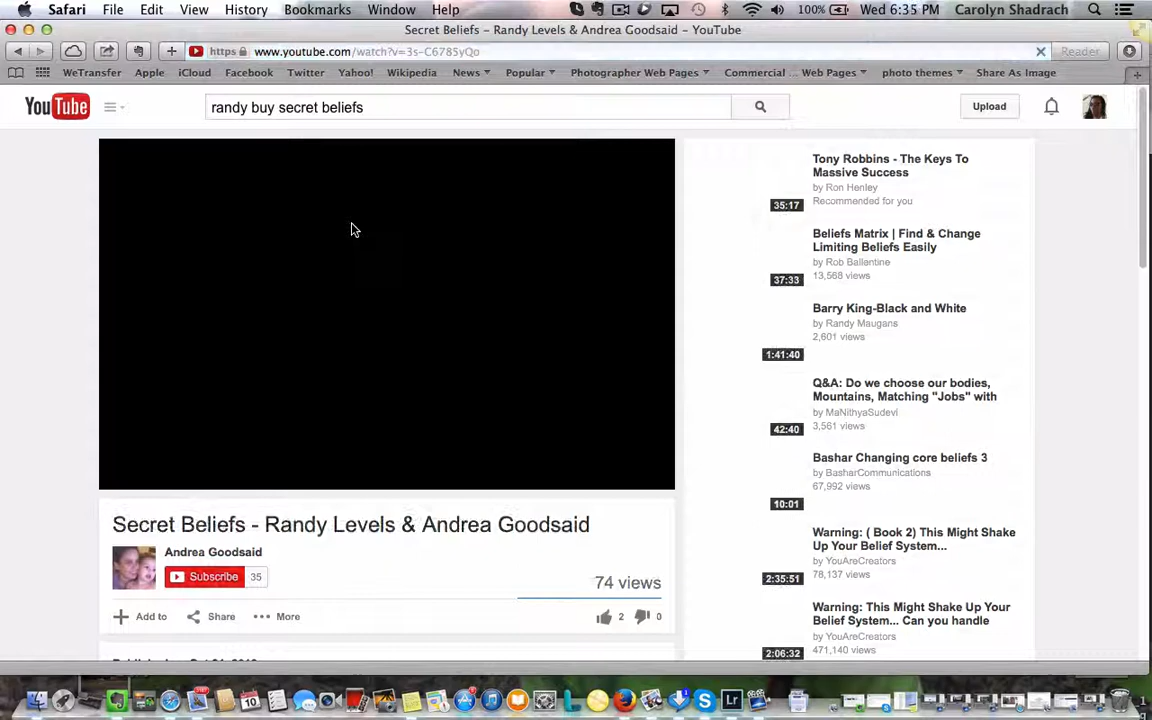 Safari File Edit View History Bookmarks Window Help 100% Wed 6:35 PM Carolyn Shadrach
Secret Beliefs - Randy Levels & Andrea Goodsaid – YouTube
https www.youtube.com/watch?v=3s-C6785yQo Reader
WeTransfer Apple iCloud Facebook Twitter Yahoo! Wikipedia News Popular Photographer Web Pages Commercial ... Web Pages photo themes Share As Image
YouTube randy buy secret beliefs Upload
Tony Robbins - The Keys To
Massive Success
by Ron Henley
Recommended for you
35:17
Beliefs Matrix | Find & Change
Limiting Beliefs Easily
by Rob Ballantine
13,568 views
37:33
Barry King-Black and White
by Randy Maugans
2,601 views
1:41:40
Q&A: Do we choose our bodies,
Mountains, Matching "Jobs" with
by MaNithyaSudevi
3,561 views
42:40
Bashar Changing core beliefs 3
by BasharCommunications
67,992 views
10:01
Warning: ( Book 2) This Might Shake
Up Your Belief System...
by YouAreCreators
78,137 views
2:35:51
Warning: This Might Shake Up Your
Belief System... Can you handle
by YouAreCreators
471,140 views
2:06:32
Secret Beliefs - Randy Levels & Andrea Goodsaid
Andrea Goodsaid
Subscribe 35
74 views
Add to Share More 2 0